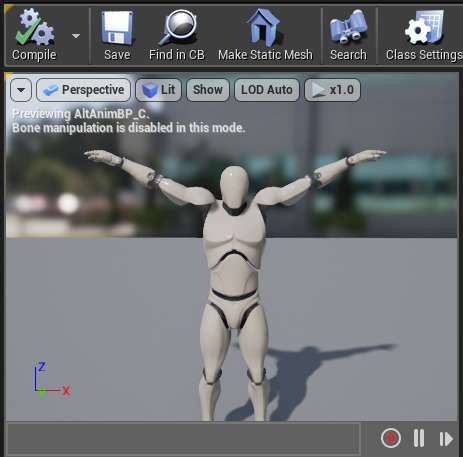 Compile
Save
Find in CB
Make Static Mesh
Search
Class Settings
Perspective
Lit
Show
LOD Auto
x1.0
Previewing AltAnimBP_C.
Bone manipulation is disabled in this mode.
Z
X